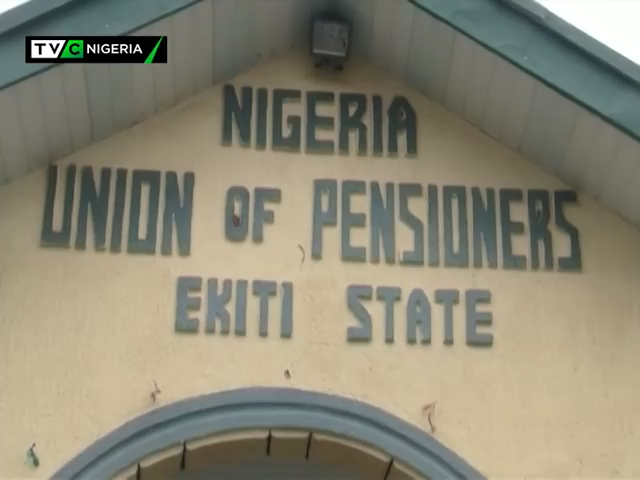 TVC NIGERIA
NIGERIA
UNION OF PENSIONERS
EKITI STATE